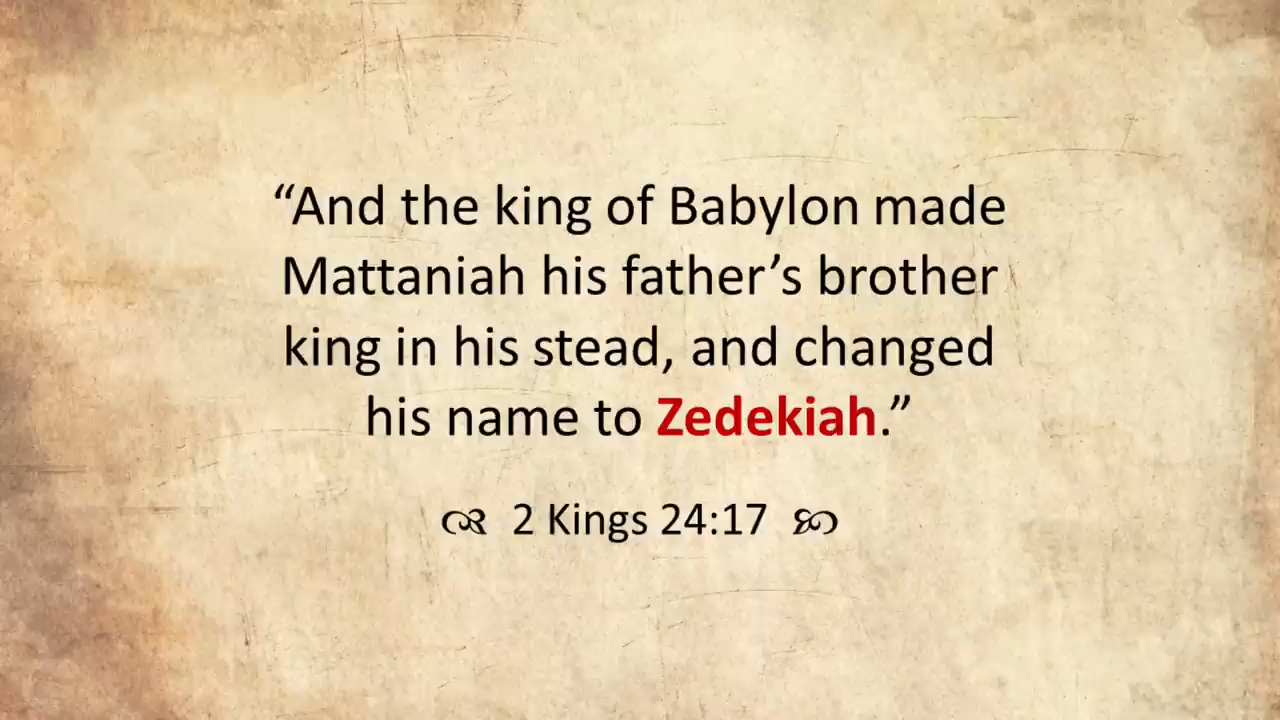 “And the king of Babylon made
Mattaniah his father’s brother
king in his stead, and changed
his name to Zedekiah.”
2 Kings 24:17